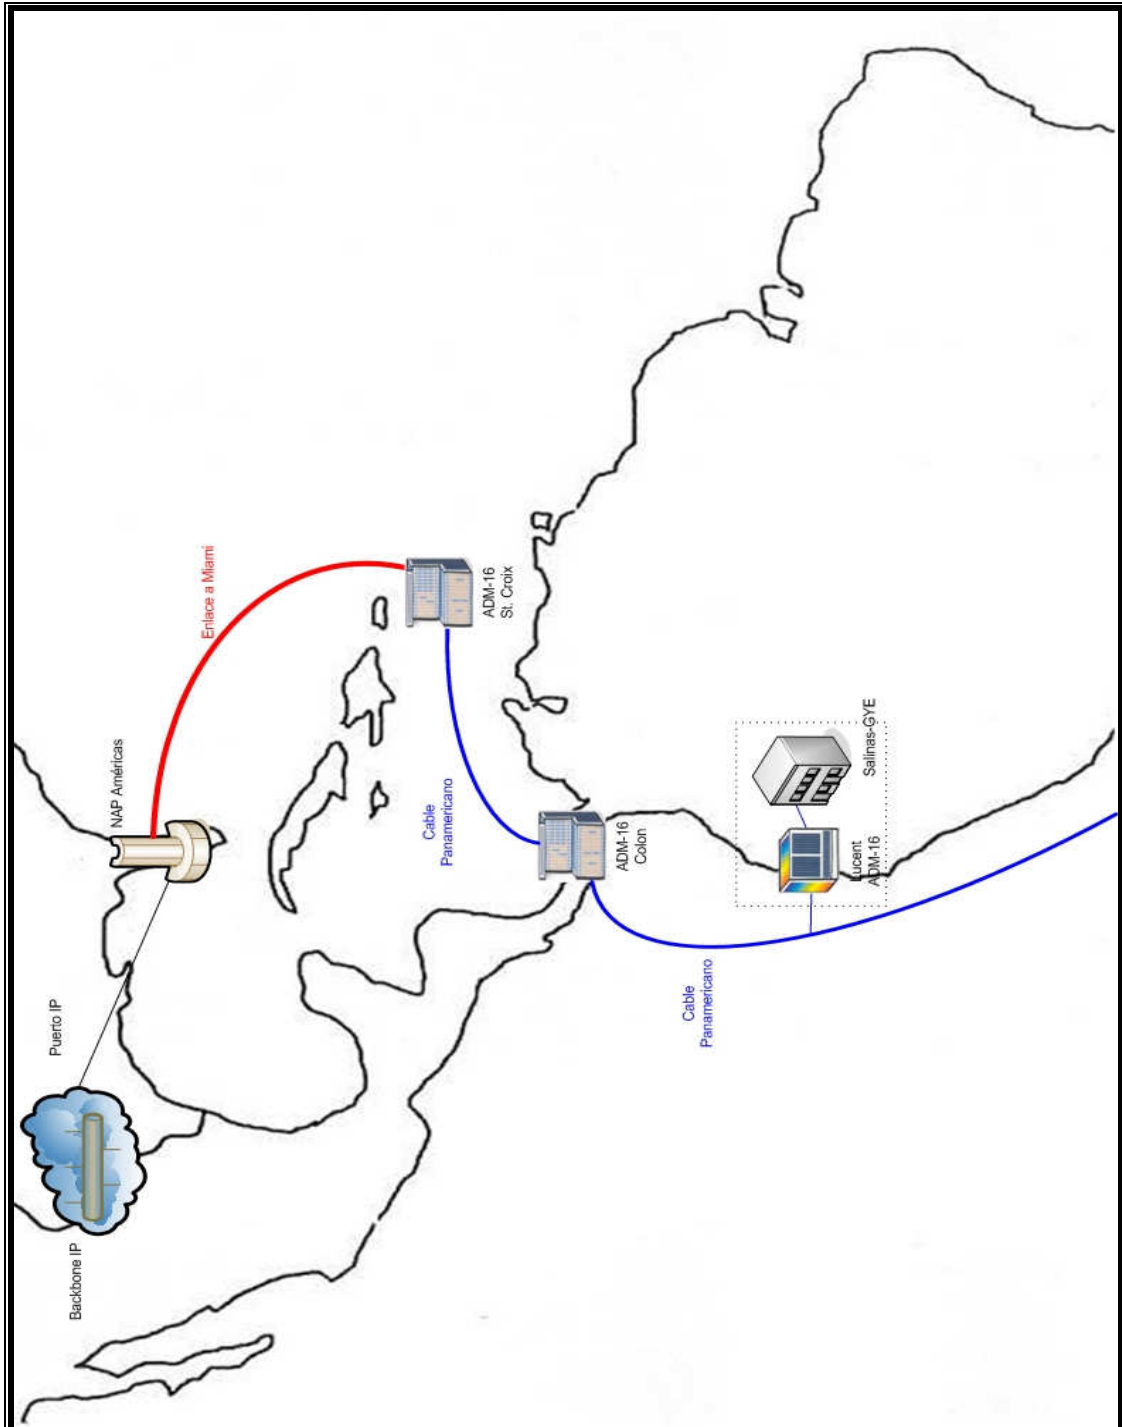 Backbone IP
Puerto IP
NAP Américas
Enlace a Miami
ADM-16
St. Croix
Cable
Panamericano
ADM-16
Colon
Cable
Panamericano
Lucent
ADM-16
Salinas-GYE